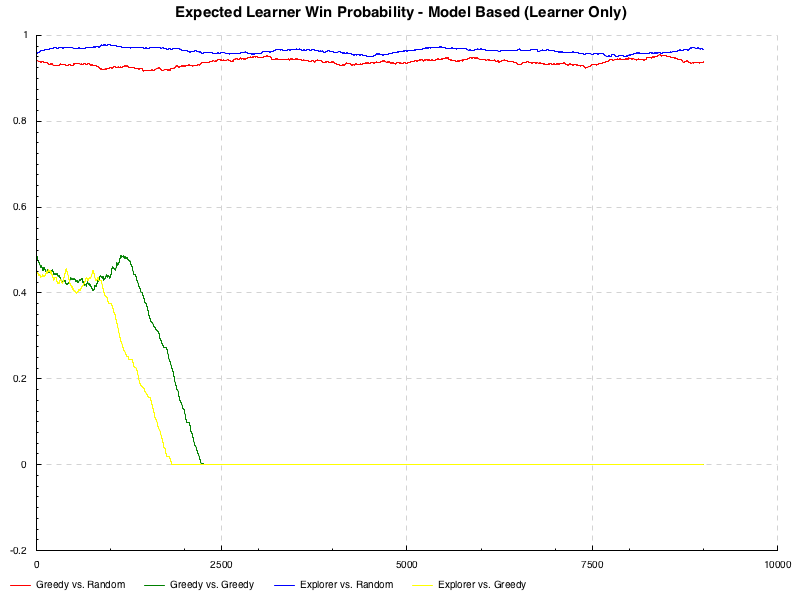 Expected Learner Win Probability - Model Based (Learner Only)
1
0.8
0.6
0.4
0.2
0
-0.2
0 2500 5000 7500 10000
Greedy vs. Random Greedy vs. Greedy Explorer vs. Random Explorer vs. Greedy